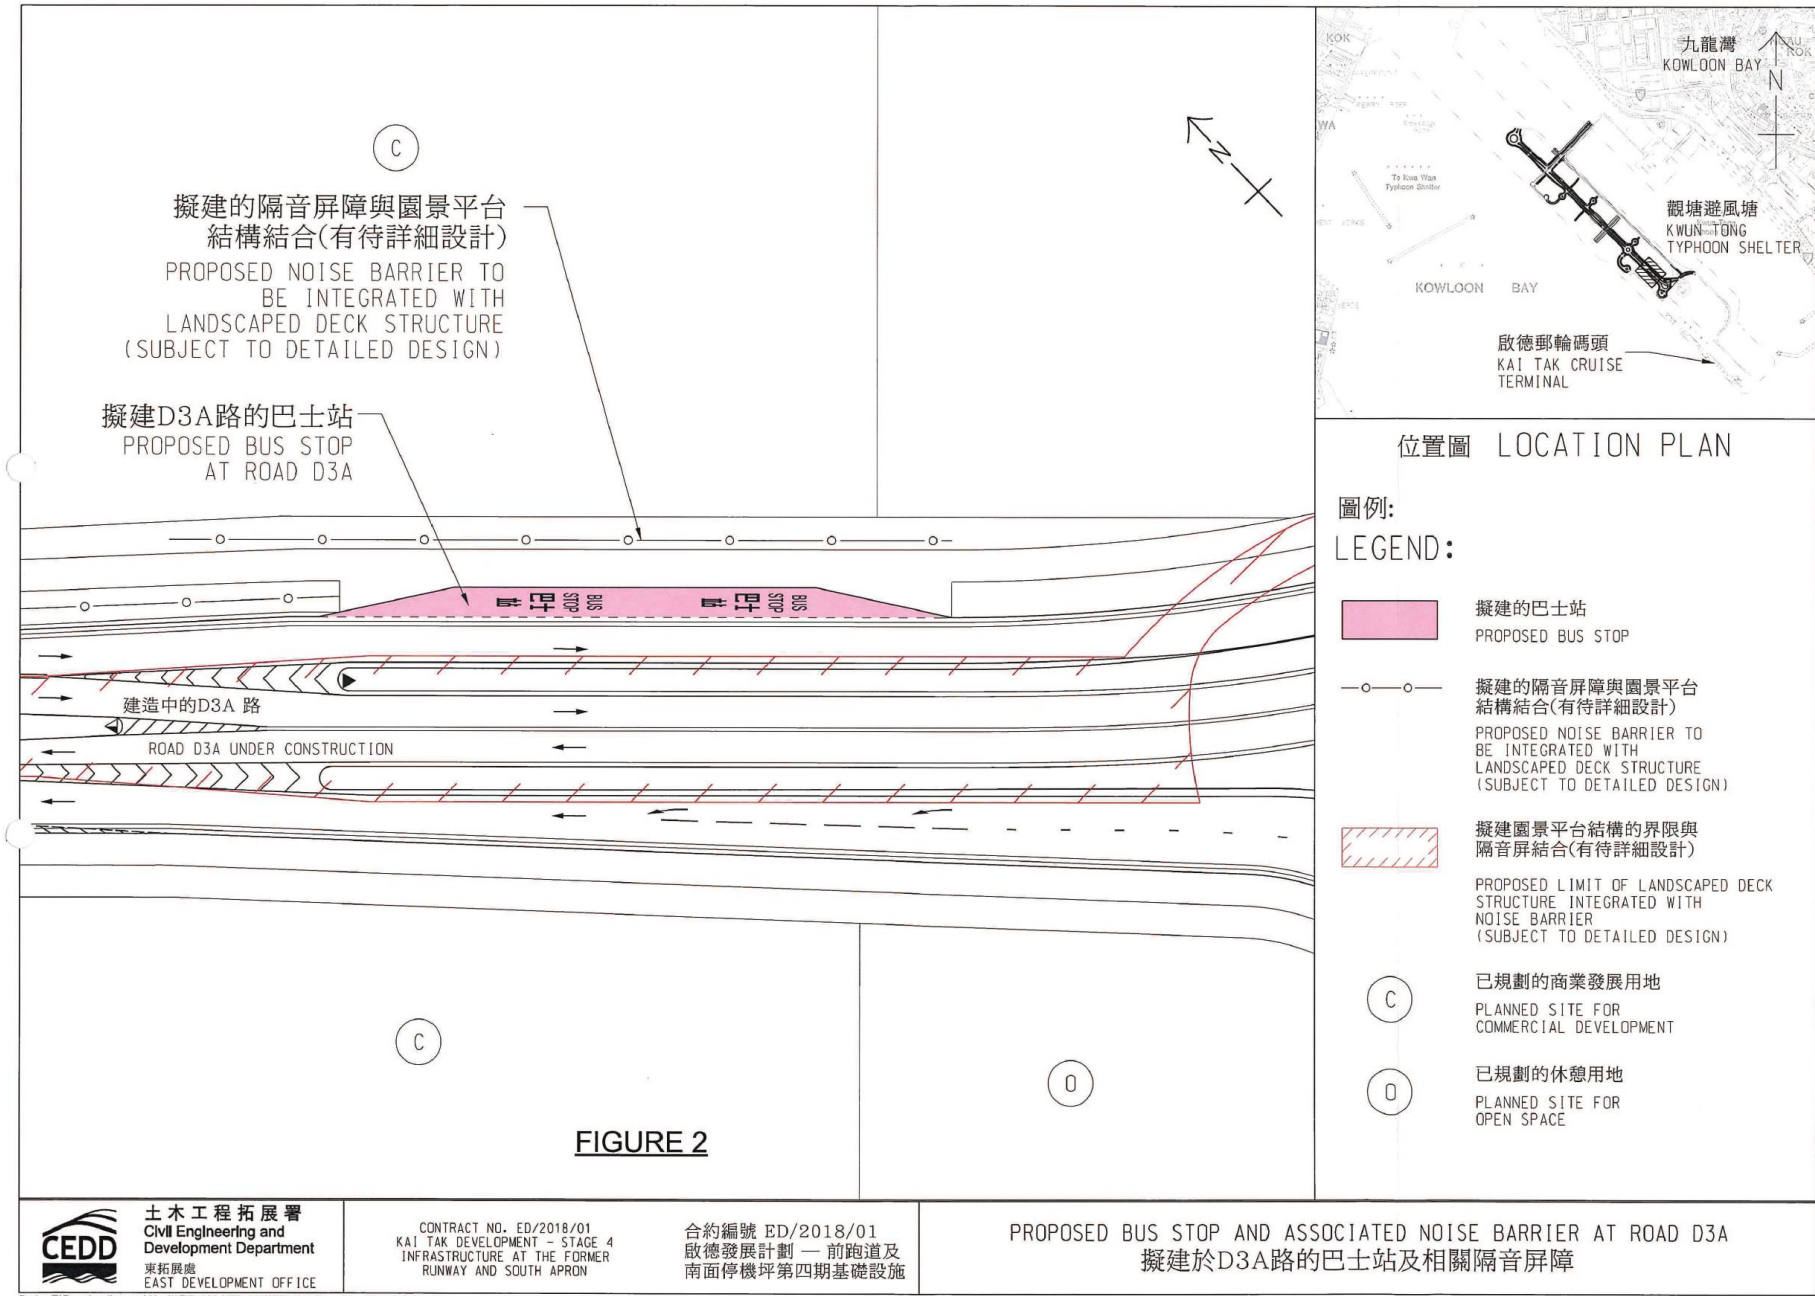 C
擬建的隔音屏障與園景平台
結構結合(有待詳細設計)
PROPOSED NOISE BARRIER TO
BE INTEGRATED WITH
LANDSCAPED DECK STRUCTURE
(SUBJECT TO DETAILED DESIGN)
擬建D3A路的巴士站
PROPOSED BUS STOP
AT ROAD D3A
N
巴士站
BUS
STOP
巴士站
BUS
STOP
建造中的D3A 路
ROAD D3A UNDER CONSTRUCTION
C
O
FIGURE 2
KOK
九龍灣
KOWLOON BAY
N
To Kwa Wan
Typhoon Shelter
觀塘避風塘
KWUN TONG
TYPHOON SHELTER
KOWLOON BAY
啟德郵輪碼頭
KAI TAK CRUISE
TERMINAL
位置圖 LOCATION PLAN
圖例:
LEGEND:
擬建的巴士站
PROPOSED BUS STOP
擬建的隔音屏障與園景平台
結構結合(有待詳細設計)
PROPOSED NOISE BARRIER TO
BE INTEGRATED WITH
LANDSCAPED DECK STRUCTURE
(SUBJECT TO DETAILED DESIGN)
擬建園景平台結構的界限與
隔音屏結合(有待詳細設計)
PROPOSED LIMIT OF LANDSCAPED DECK
STRUCTURE INTEGRATED WITH
NOISE BARRIER
(SUBJECT TO DETAILED DESIGN)
C
已規劃的商業發展用地
PLANNED SITE FOR
COMMERCIAL DEVELOPMENT
O
已規劃的休憩用地
PLANNED SITE FOR
OPEN SPACE
CEDD
土木工程拓展署
Civil Engineering and
Development Department
東拓展處
EAST DEVELOPMENT OFFICE
CONTRACT NO. ED/2018/01
KAI TAK DEVELOPMENT - STAGE 4
INFRASTRUCTURE AT THE FORMER
RUNWAY AND SOUTH APRON
合約編號 ED/2018/01
啟德發展計劃 — 前跑道及
南面停機坪第四期基礎設施
PROPOSED BUS STOP AND ASSOCIATED NOISE BARRIER AT ROAD D3A
擬建於D3A路的巴士站及相關隔音屏障